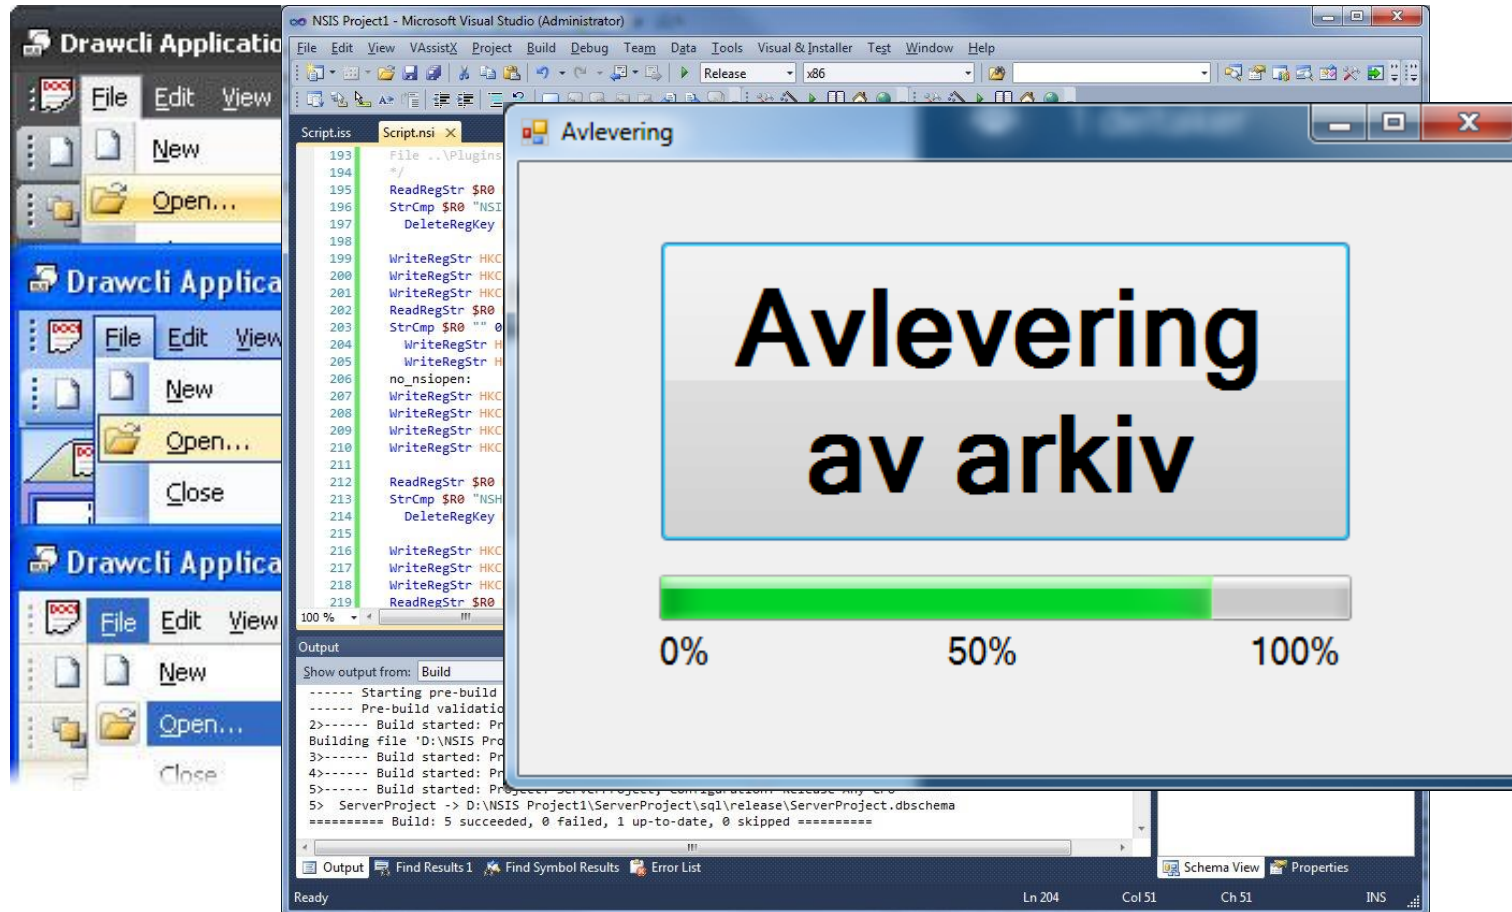 Drawcli Applicatio
File Edit View
New
Open...
Drawcli Applica
File Edit View
New
Open...
Close
Drawcli Applica
File Edit View
New
Open...
Close
NSIS Project1 - Microsoft Visual Studio (Administrator)
File Edit View VAssistX Project Build Debug Team Data Tools Visual & Installer Test Window Help
Release x86
Script.iss Script.nsi
193 File ..\Plugins
194 */
195 ReadRegStr $R0
196 StrCmp $R0 "NSI
197 DeleteRegKey
198
199 WriteRegStr HKC
200 WriteRegStr HKC
201 WriteRegStr HKC
202 ReadRegStr $R0
203 StrCmp $R0 "" 0
204 WriteRegStr H
205 WriteRegStr H
206 no_nsiopen:
207 WriteRegStr HKC
208 WriteRegStr HKC
209 WriteRegStr HKC
210 WriteRegStr HKC
211
212 ReadRegStr $R0
213 StrCmp $R0 "NSH
214 DeleteRegKey
215
216 WriteRegStr HKC
217 WriteRegStr HKC
218 WriteRegStr HKC
219 ReadRegStr $R0
100 %
Output
Show output from: Build
------ Starting pre-build
------ Pre-build validatio
2>------ Build started: Pr
Building file 'D:\NSIS Pro
3>------ Build started: Pr
4>------ Build started: Pr
5>------ Build started: Project: ServerProject, Configuration: Release Any CPU
5> ServerProject -> D:\NSIS Project1\ServerProject\sql\release\ServerProject.dbschema
========== Build: 5 succeeded, 0 failed, 1 up-to-date, 0 skipped ==========
Output Find Results 1 Find Symbol Results Error List
Schema View Properties
Ready Ln 204 Col 51 Ch 51 INS
Avlevering
Avlevering
av arkiv
0% 50% 100%